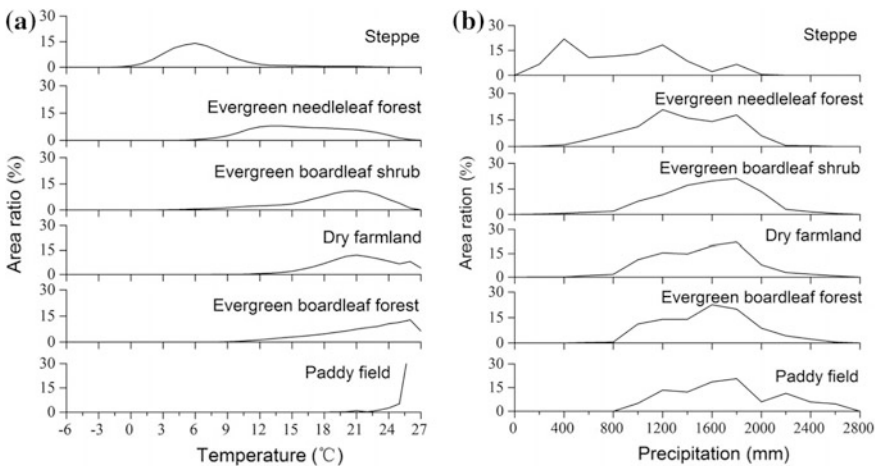 (a)
Steppe
30
15
0
Evergreen needleleaf forest
30
15
0
Evergreen boardleaf shrub
30
15
0
Dry farmland
30
15
0
Evergreen boardleaf forest
30
15
0
Paddy field
30
15
0
Area ratio (%)
-6 -3 0 3 6 9 12 15 18 21 24 27
Temperature (℃)
(b)
Steppe
30
15
0
Evergreen needleleaf forest
30
15
0
Evergreen boardleaf shrub
30
15
0
Dry farmland
30
15
0
Evergreen boardleaf forest
30
15
0
Paddy field
30
15
0
Area ration (%)
0 400 800 1200 1600 2000 2400 2800
Precipitation (mm)